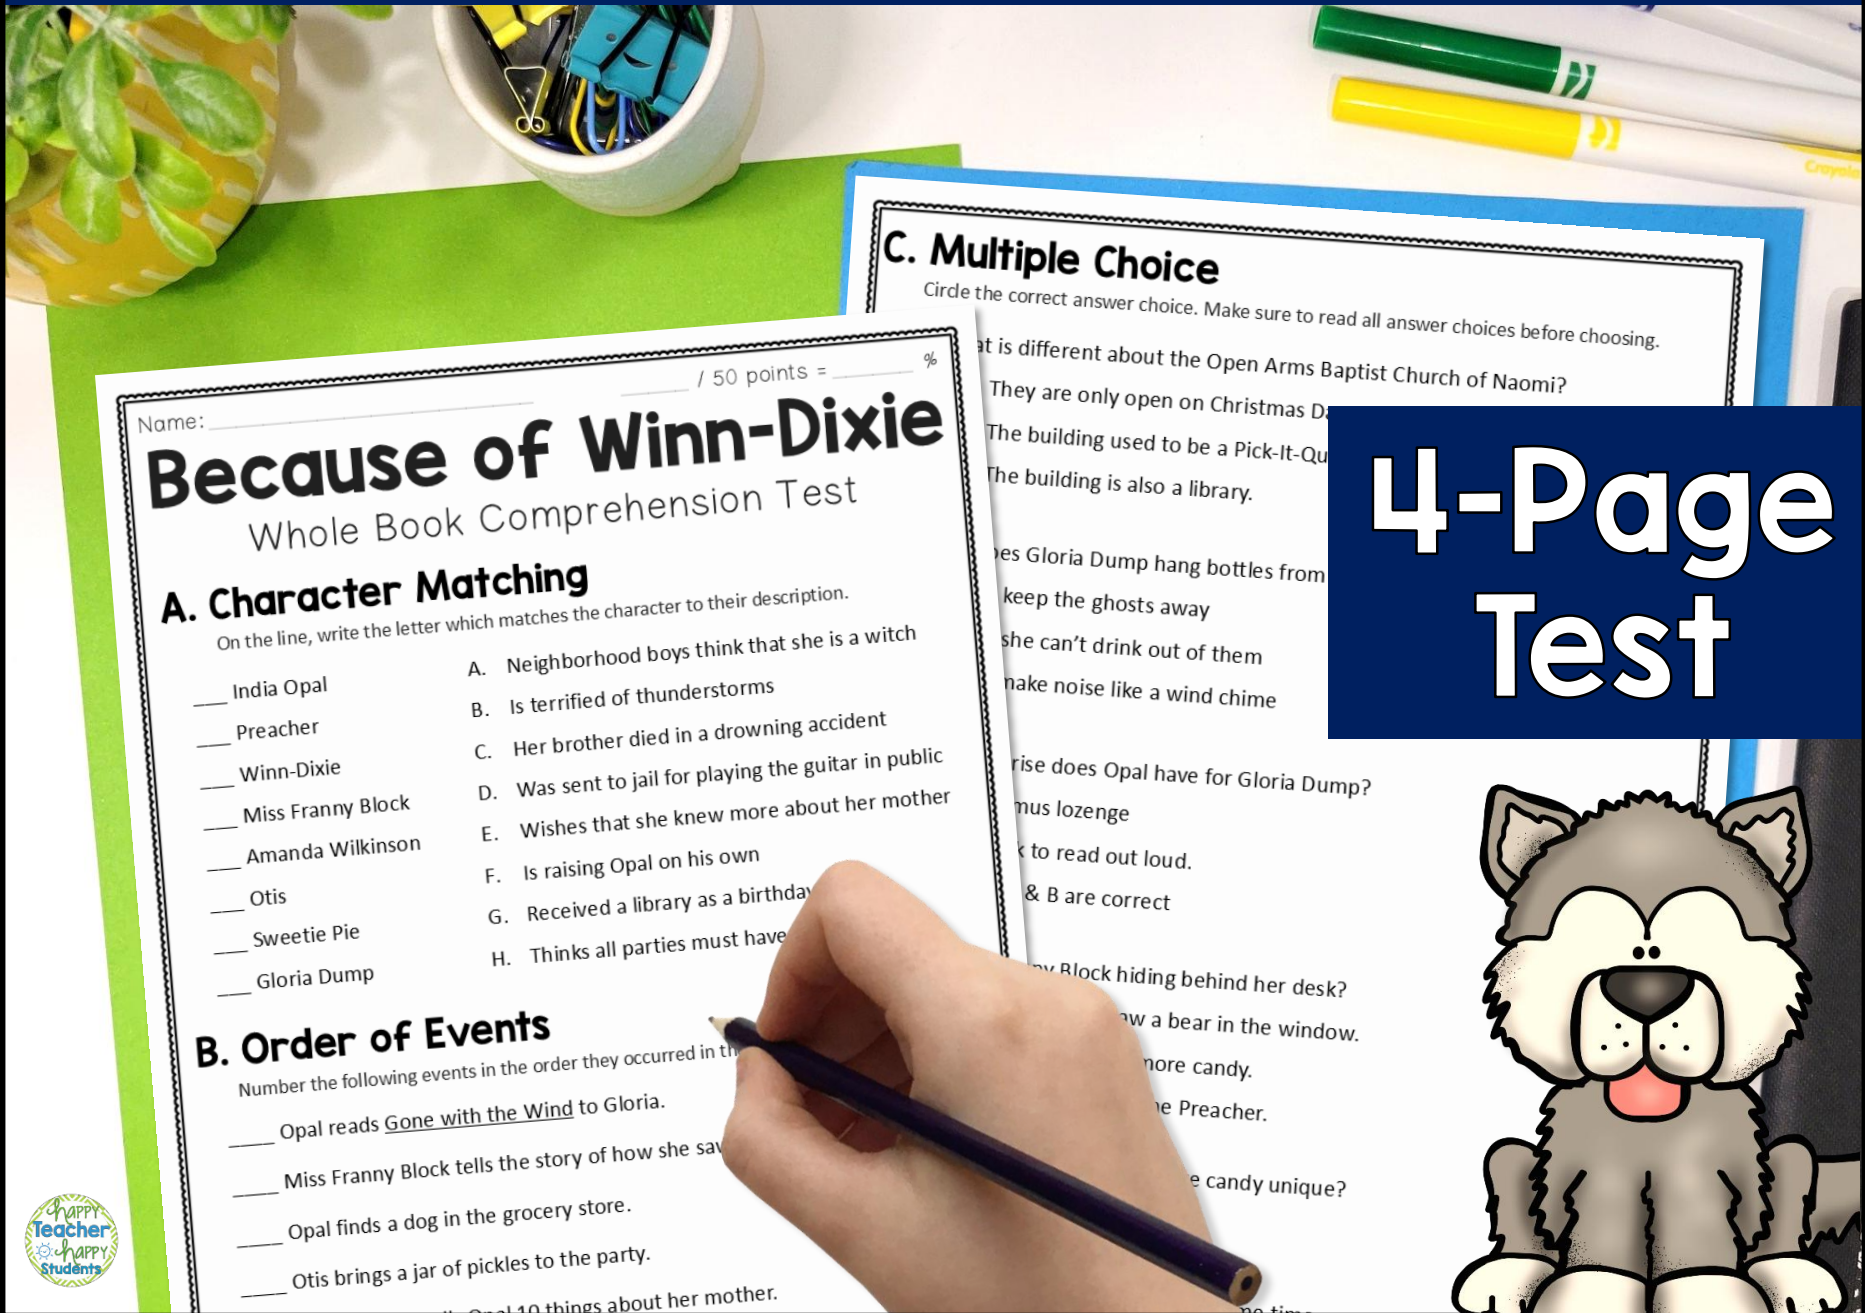 Name:
/ 50 points = %
Because of Winn-Dixie
Whole Book Comprehension Test
A. Character Matching
On the line, write the letter which matches the character to their description.
___ India Opal
___ Preacher
___ Winn-Dixie
___ Miss Franny Block
___ Amanda Wilkinson
___ Otis
___ Sweetie Pie
___ Gloria Dump
A. Neighborhood boys think that she is a witch
B. Is terrified of thunderstorms
C. Her brother died in a drowning accident
D. Was sent to jail for playing the guitar in public
E. Wishes that she knew more about her mother
F. Is raising Opal on his own
G. Received a library as a birthday
H. Thinks all parties must have
B. Order of Events
Number the following events in the order they occurred in
____ Opal reads Gone with the Wind to Gloria.
____ Miss Franny Block tells the story of how she
____ Opal finds a dog in the grocery store.
____ Otis brings a jar of pickles to the party.
10 things about her mother.
C. Multiple Choice
Circle the correct answer choice. Make sure to read all answer choices before choosing.
is different about the Open Arms Baptist Church of Naomi?
They are only open on Christmas
The building used to be a Pick-It-Qu
The building is also a library.
Gloria Dump hang bottles from
keep the ghosts away
she can't drink out of them
make noise like a wind chime
does Opal have for Gloria Dump?
lozenge
to read out loud.
& B are correct
Block hiding behind her desk?
a bear in the window.
more candy.
Preacher.
candy unique?
4-Page
Test
Crayola
happy
Teacher
happy
Students